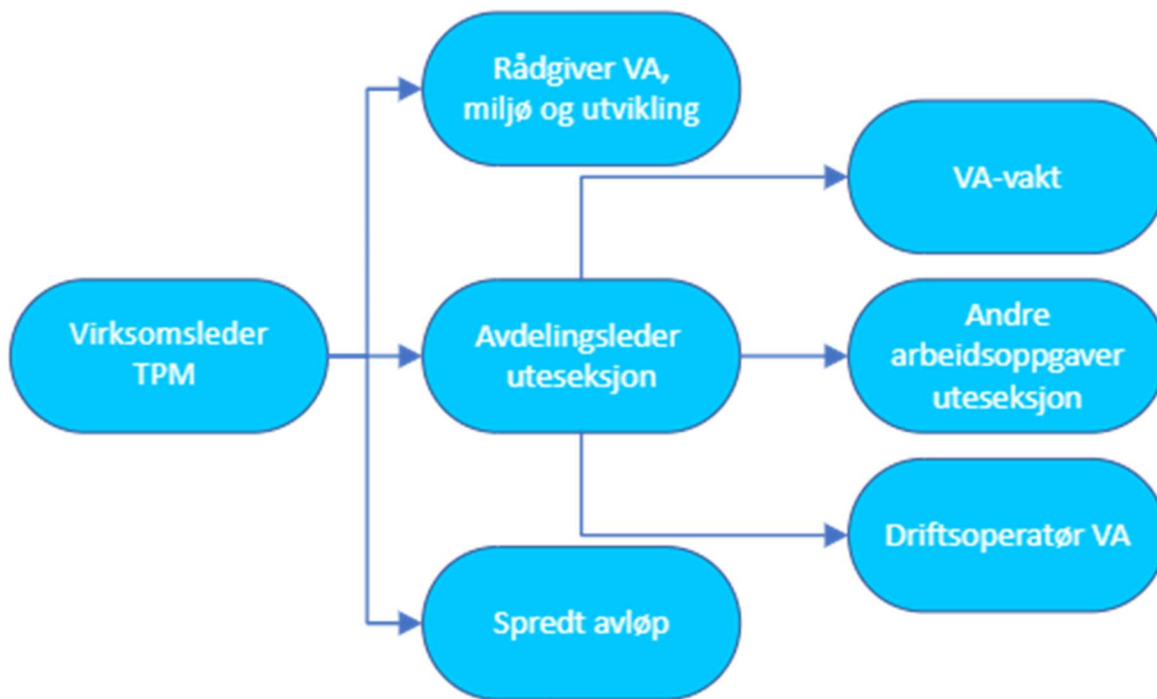 Rådgiver VA,
miljø og utvikling
VA-vakt
Virksomsleder
TPM
Avdelingsleder
uteseksjon
Andre
arbeidsoppgaver
uteseksjon
Driftsoperatør VA
Spredt avløp